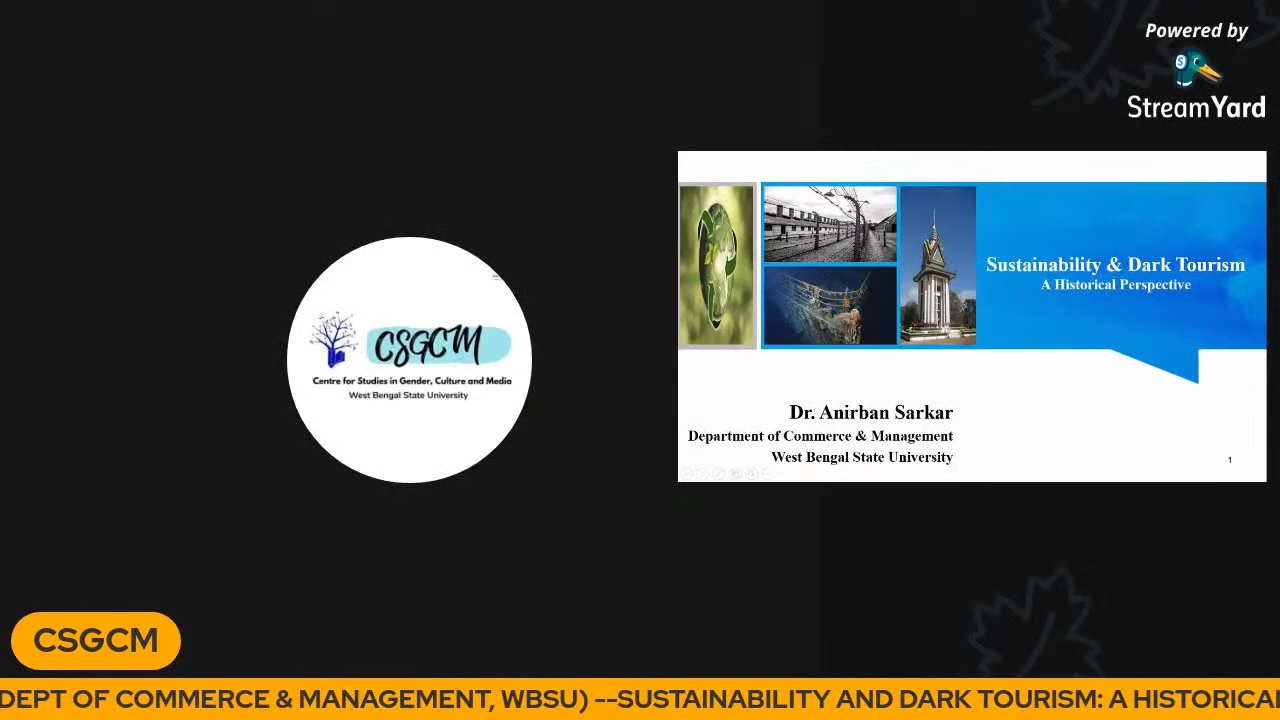 Powered by
StreamYard
CSGCM
Centre for Studies in Gender, Culture and Media
West Bengal State University
Sustainability & Dark Tourism
A Historical Perspective
Dr. Anirban Sarkar
Department of Commerce & Management
West Bengal State University
1
CSGCM
DEPT OF COMMERCE & MANAGEMENT, WBSU) --SUSTAINABILITY AND DARK TOURISM: A HISTORICAL